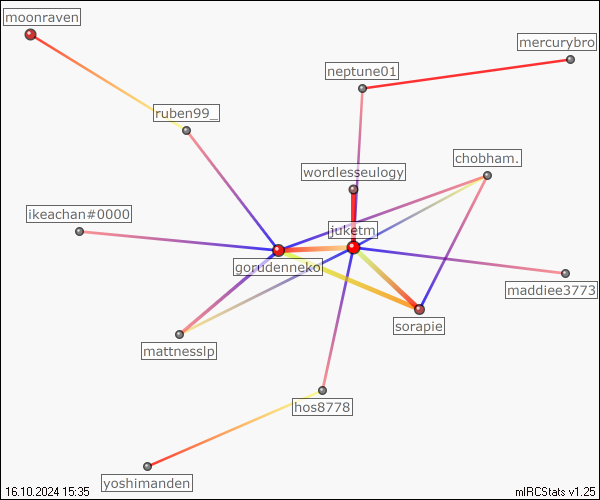 moonraven
mercurybro
neptune01
ruben99_
chobham.
wordlesseulogy
ikeachan#0000
juketm
gorudenneko
maddiee3773
sorapie
mattnesslp
hos8778
yoshimanden
16.10.2024 15:35
mIRCStats v1.25